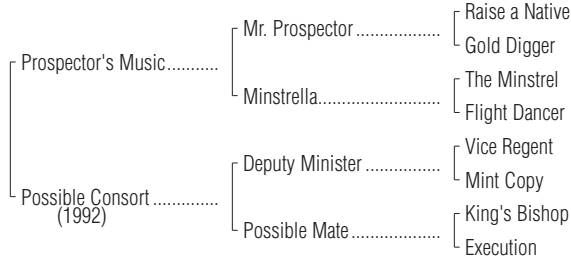 Raise a Native
Mr. Prospector ..................
Gold Digger
Prospector's Music...........
The Minstrel
Minstrella..........................
Flight Dancer
Vice Regent
Deputy Minister ................
Mint Copy
Possible Consort ..............
(1992)
King's Bishop
Possible Mate...................
Execution